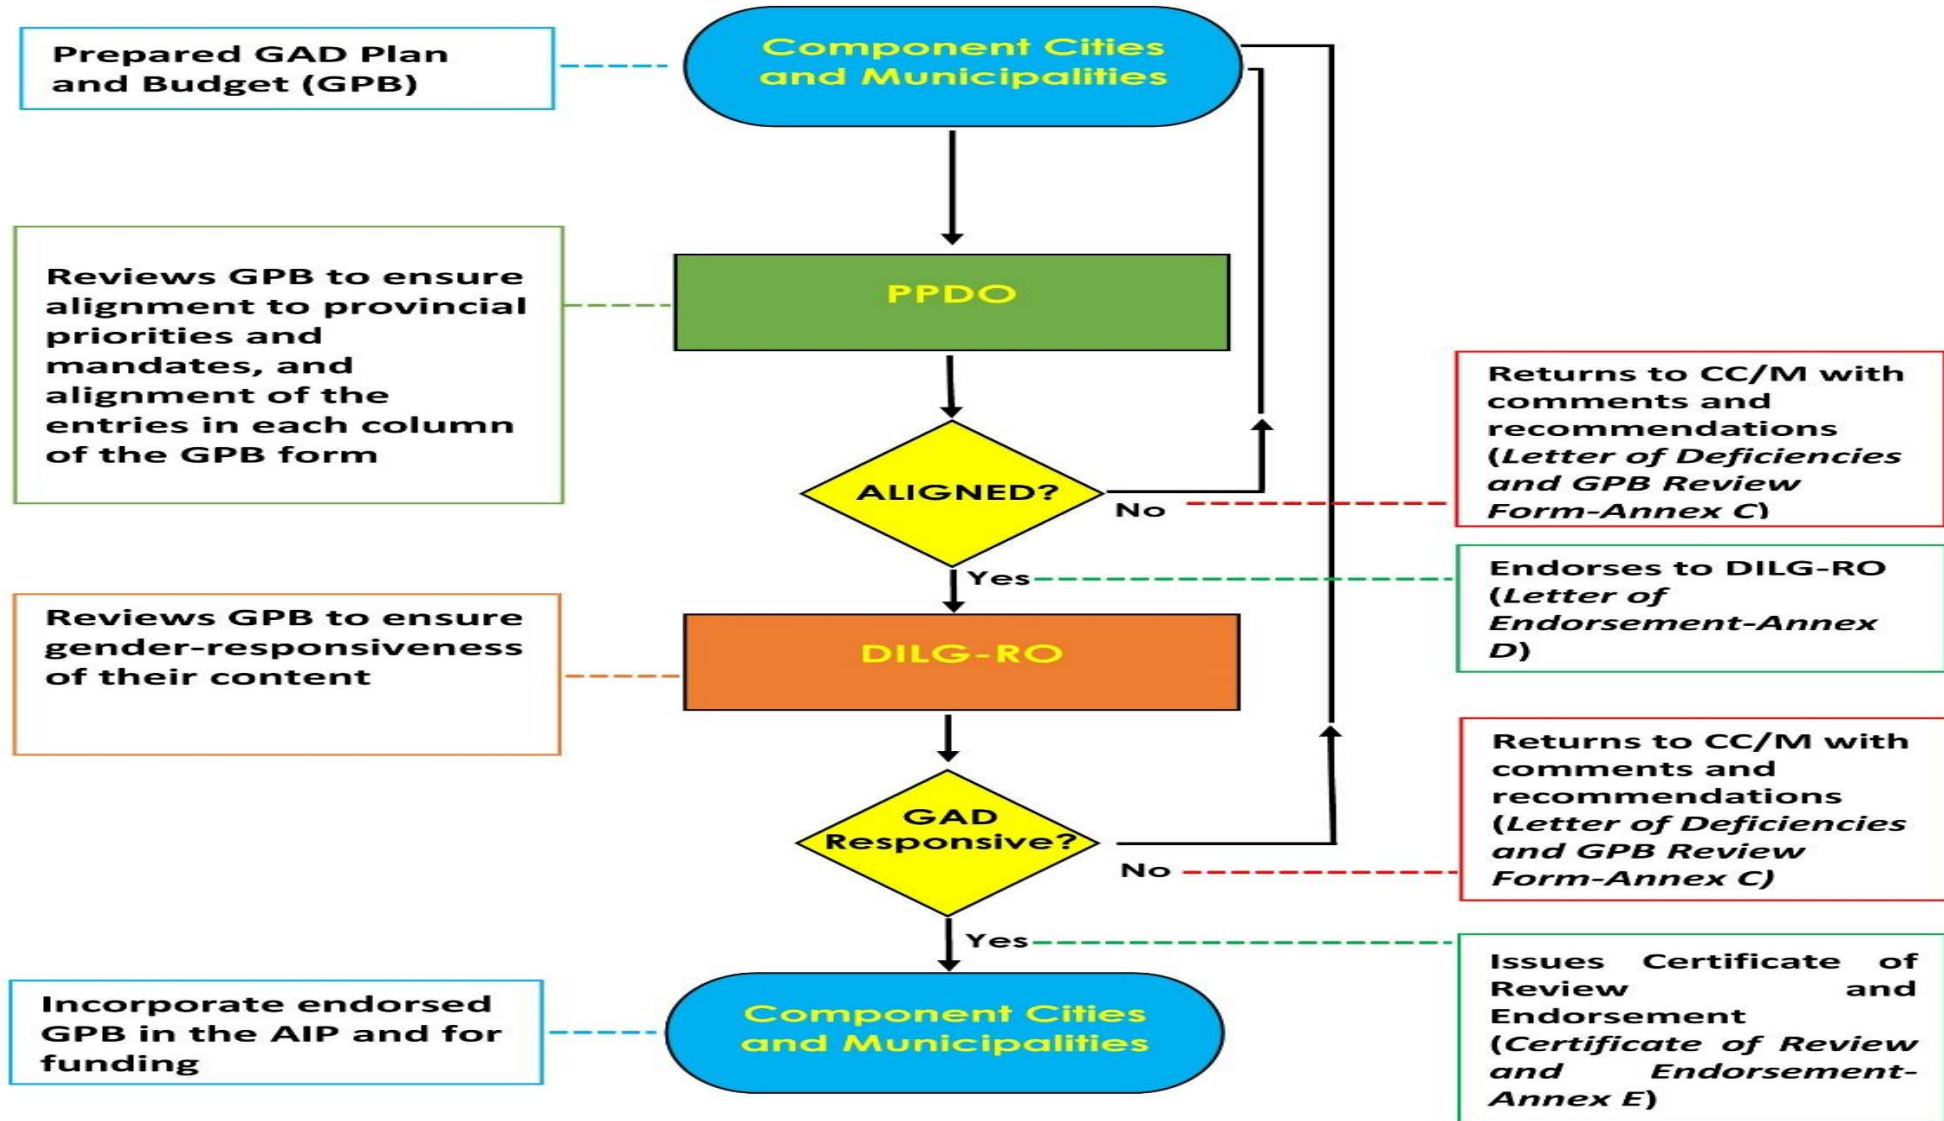 Prepared GAD Plan
and Budget (GPB)
Component Cities
and Municipalities
Reviews GPB to ensure
alignment to provincial
priorities and
mandates, and
alignment of the
entries in each column
of the GPB form
PPDO
Returns to CC/M with
comments and
recommendations
(Letter of Deficiencies
and GPB Review
Form-Annex C)
ALIGNED?
No
Yes
Endorses to DILG-RO
(Letter of
Endorsement-Annex
D)
Reviews GPB to ensure
gender-responsiveness
of their content
DILG-RO
Returns to CC/M with
comments and
recommendations
(Letter of Deficiencies
and GPB Review
Form-Annex C)
GAD
Responsive?
No
Yes
Issues Certificate of
Review and
Endorsement
(Certificate of Review
and Endorsement-
Annex E)
Incorporate endorsed
GPB in the AIP and for
funding
Component Cities
and Municipalities